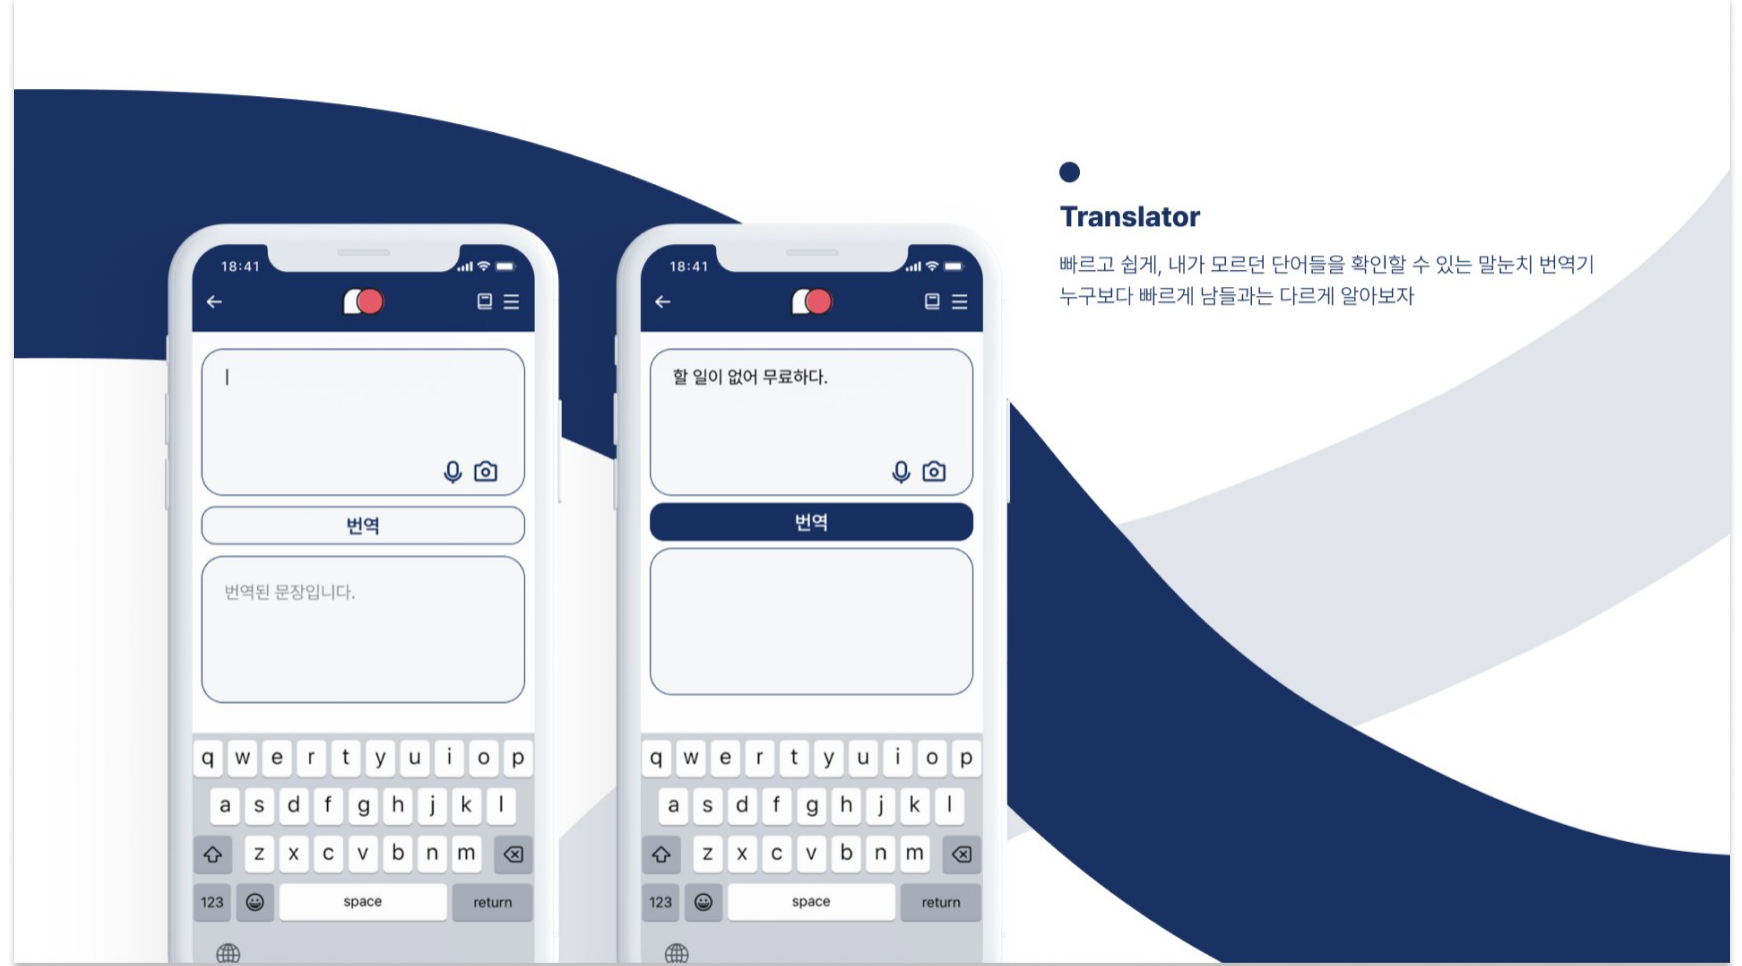 18:41
번역
번역된 문장입니다.
q w e r t y u i o p
a s d f g h j k l
z x c v b n m
123 space return
18:41
할 일이 없어 무료하다.
번역
q w e r t y u i o p
a s d f g h j k l
z x c v b n m
123 space return
Translator
빠르고 쉽게, 내가 모르던 단어들을 확인할 수 있는 말눈치 번역기
누구보다 빠르게 남들과는 다르게 알아보자